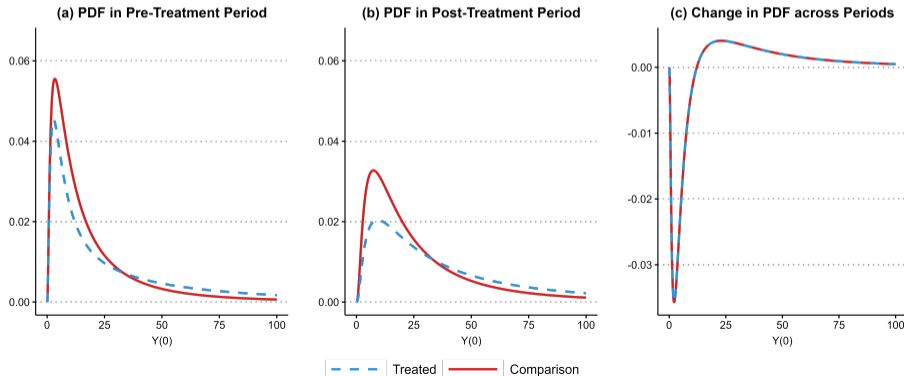 (a) PDF in Pre-Treatment Period
0.06
0.04
0.02
0.00
0 25 50 75 100
Y(0)
(b) PDF in Post-Treatment Period
0.06
0.04
0.02
0.00
0 25 50 75 100
Y(0)
(c) Change in PDF across Periods
0.00
-0.01
-0.02
-0.03
0 25 50 75 100
Y(0)
Treated Comparison